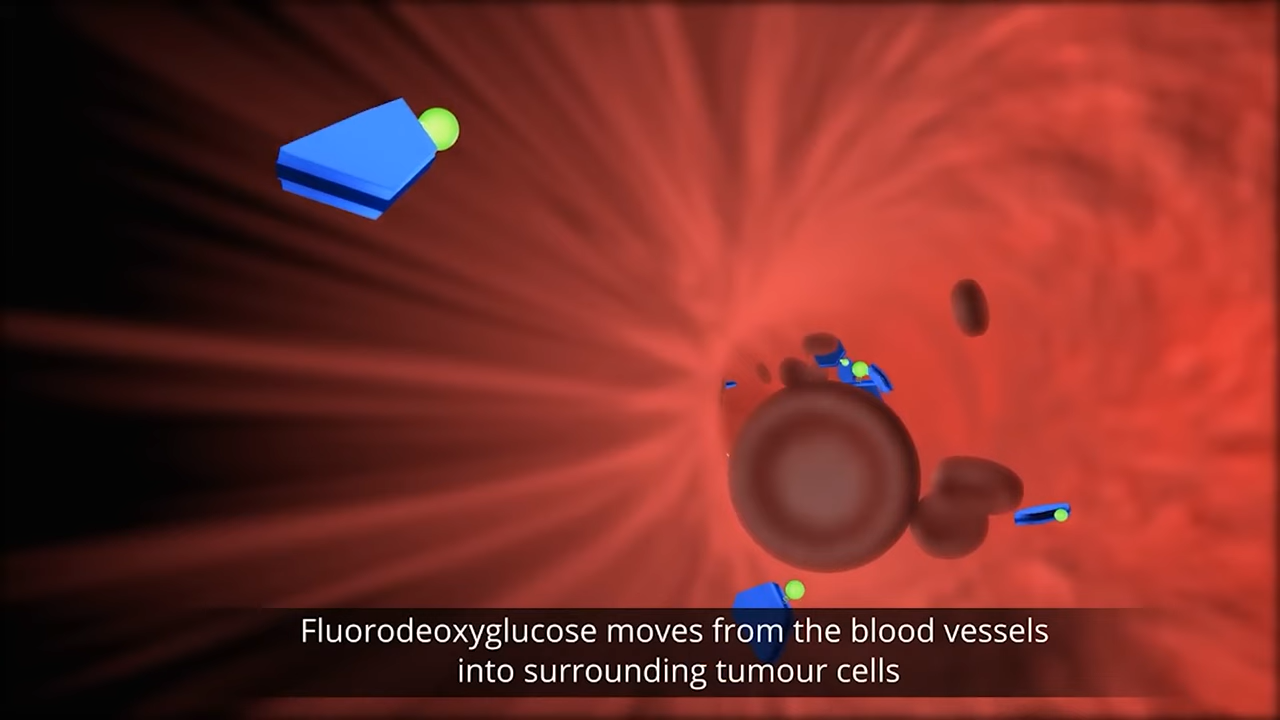 Fluorodeoxyglucose moves from the blood vessels
into surrounding tumour cells